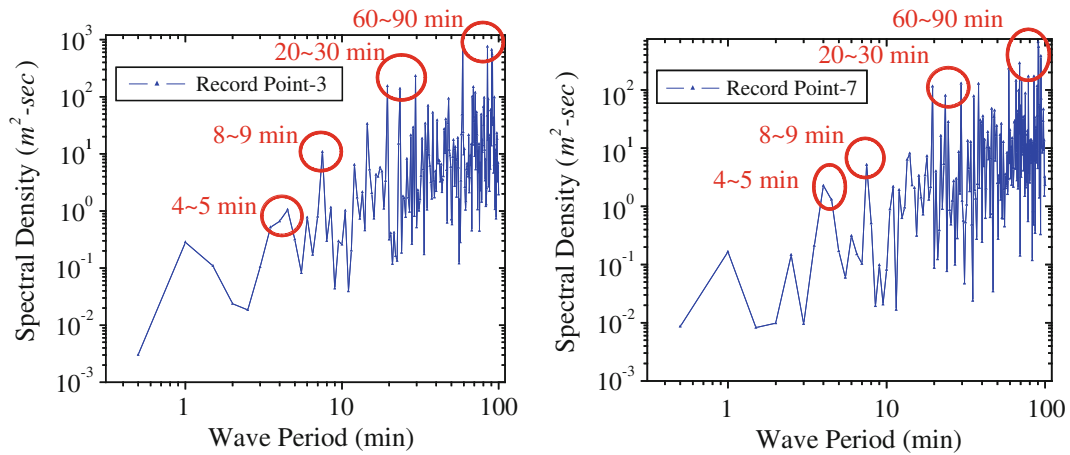 60~90 min
20~30 min
Record Point-3
8~9 min
4~5 min
Spectral Density (m²-sec)
10³
10²
10¹
10⁰
10⁻¹
10⁻²
10⁻³
1
10
100
Wave Period (min)
60~90 min
20~30 min
Record Point-7
8~9 min
4~5 min
Spectral Density (m²-sec)
10²
10¹
10⁰
10⁻¹
10⁻²
10⁻³
1
10
100
Wave Period (min)